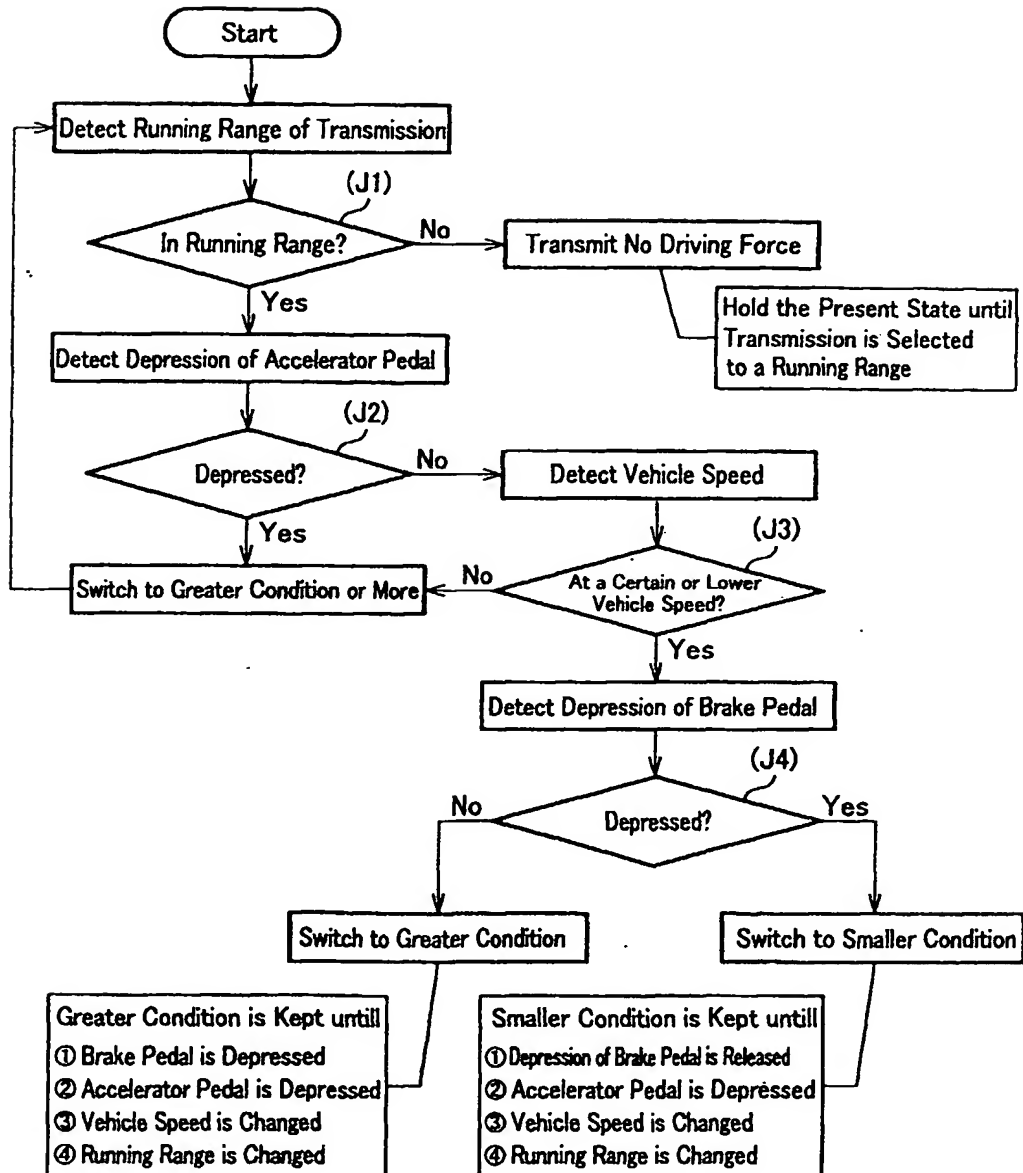 Start
Detect Running Range of Transmission
(J1)
In Running Range?
No
Transmit No Driving Force
Yes
Hold the Present State until
Transmission is Selected
to a Running Range
Detect Depression of Accelerator Pedal
(J2)
Depressed?
No
Detect Vehicle Speed
Yes
(J3)
Switch to Greater Condition or More
No
At a Certain or Lower
Vehicle Speed?
Yes
Detect Depression of Brake Pedal
(J4)
No
Depressed?
Yes
Switch to Greater Condition
Switch to Smaller Condition
Greater Condition is Kept untill
① Brake Pedal is Depressed
② Accelerator Pedal is Depressed
③ Vehicle Speed is Changed
④ Running Range is Changed
Smaller Condition is Kept untill
① Depression of Brake Pedal is Released
② Accelerator Pedal is Depressed
③ Vehicle Speed is Changed
④ Running Range is Changed